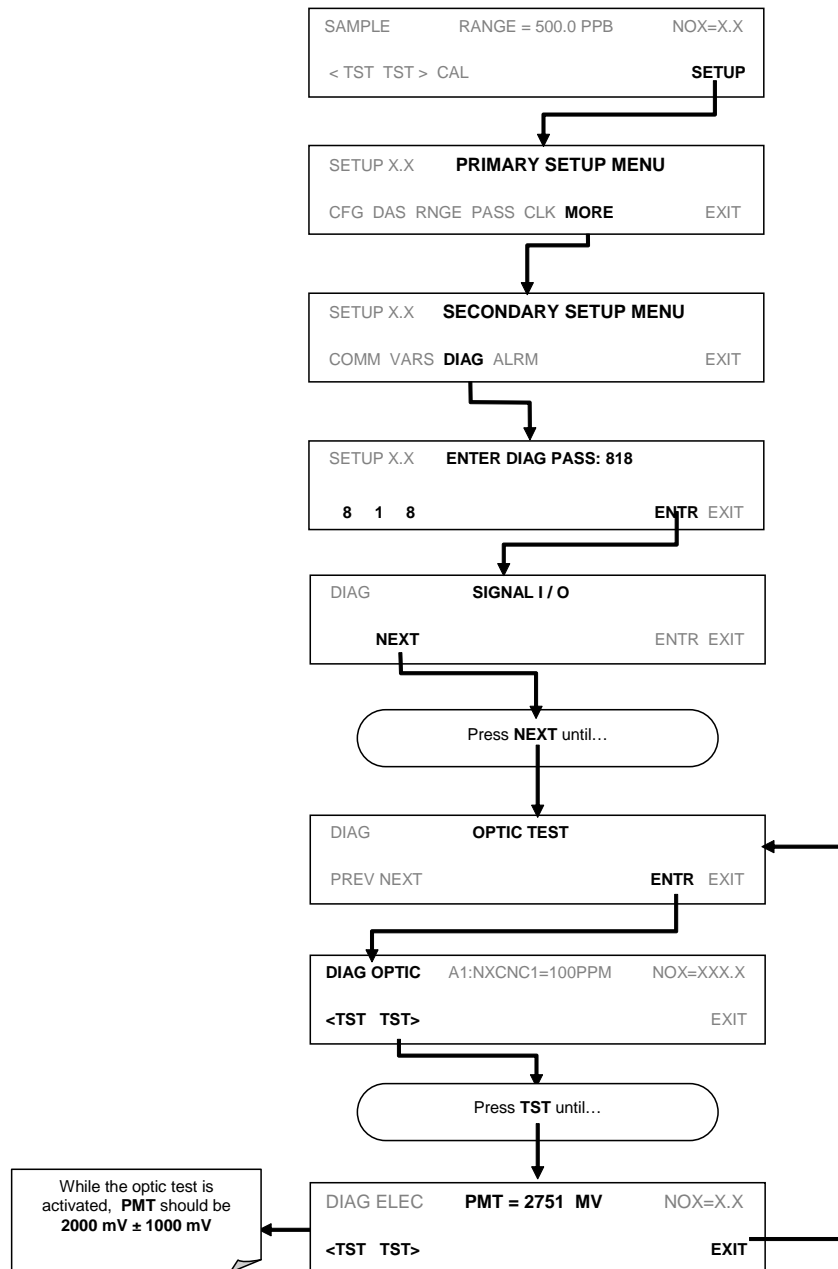 SAMPLE RANGE = 500.0 PPB NOX=X.X
< TST TST > CAL SETUP
SETUP X.X PRIMARY SETUP MENU
CFG DAS RNGE PASS CLK MORE EXIT
SETUP X.X SECONDARY SETUP MENU
COMM VARS DIAG ALRM EXIT
SETUP X.X ENTER DIAG PASS: 818
8 1 8 ENTR EXIT
DIAG SIGNAL I / O
NEXT ENTR EXIT
Press NEXT until…
DIAG OPTIC TEST
PREV NEXT ENTR EXIT
DIAG OPTIC A1:NXCNC1=100PPM NOX=XXX.X
<TST TST> EXIT
Press TST until…
While the optic test is
activated, PMT should be
2000 mV ± 1000 mV
DIAG ELEC PMT = 2751 MV NOX=X.X
<TST TST> EXIT